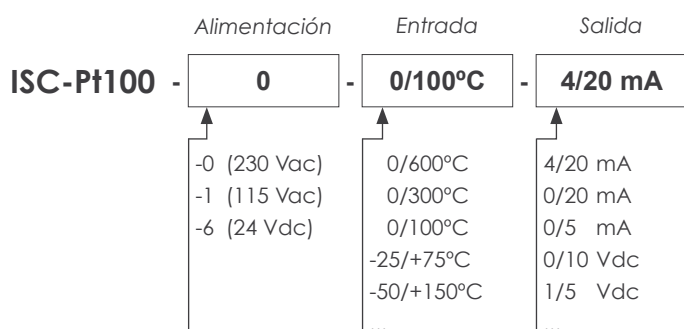 Alimentación Entrada Salida
ISC-Pt100 - 0 - 0/100ºC - 4/20 mA
-0 (230 Vac) 0/600ºC 4/20 mA
-1 (115 Vac) 0/300ºC 0/20 mA
-6 (24 Vdc) 0/100ºC 0/5 mA
-25/+75ºC 0/10 Vdc
-50/+150ºC 1/5 Vdc
... ...